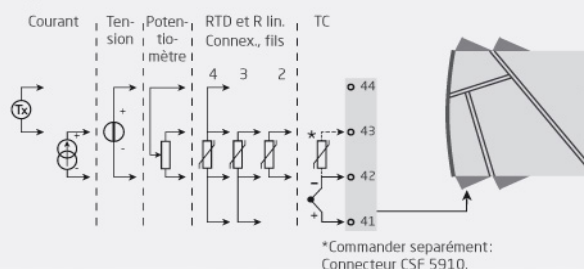 Courant
Ten-
sion
Poten-
tio-
mètre
RTD et R lin.
Connex., fils
TC
4 3 2
44
Tx
+
+
*
43
-
-
-
42
+
41
*Commander separément:
Connecteur CSE 5910.